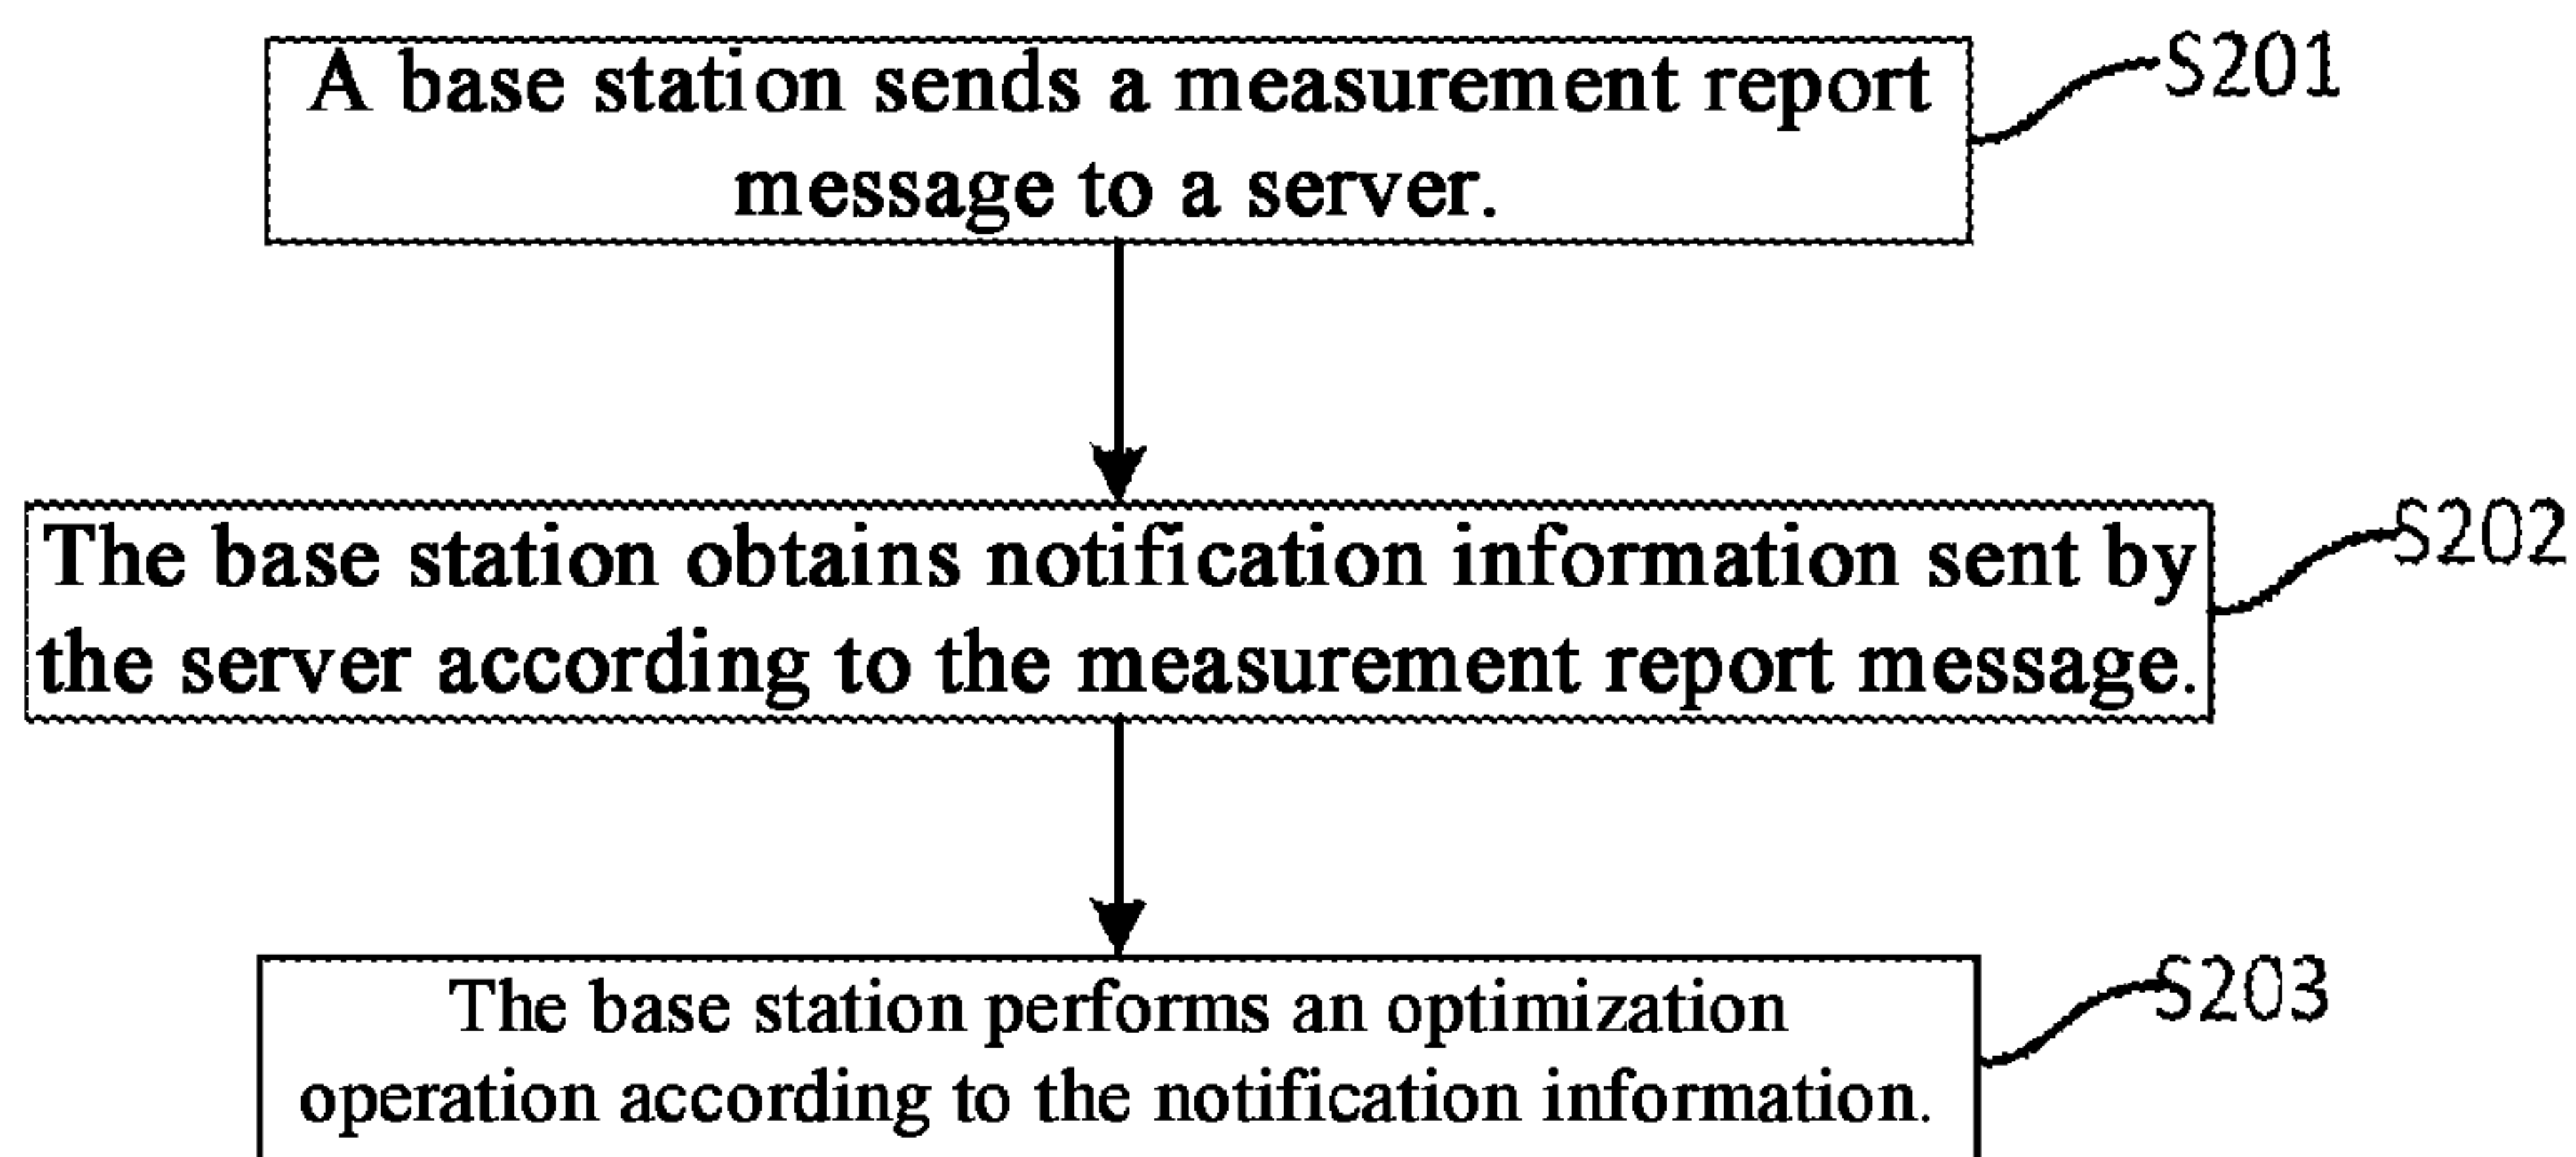 A base station sends a measurement report
message to a server.
S201
The base station obtains notification information sent by
the server according to the measurement report message.
S202
The base station performs an optimization
operation according to the notification information.
S203